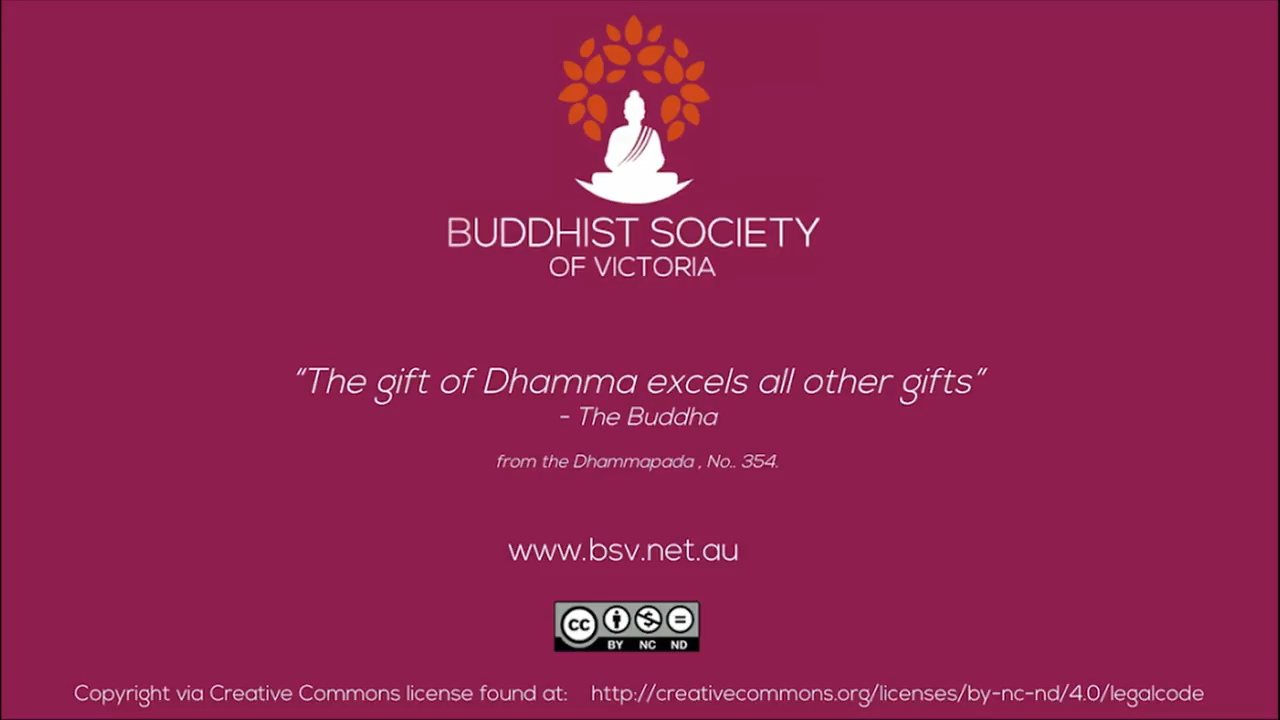 BUDDHIST SOCIETY
OF VICTORIA
“The gift of Dhamma excels all other gifts”
- The Buddha
from the Dhammapada , No.. 354.
www.bsv.net.au
cc
BY NC ND
Copyright via Creative Commons license found at: http://creativecommons.org/licenses/by-nc-nd/4.0/legalcode